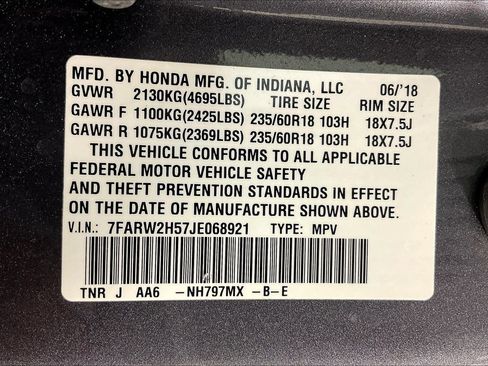 MFD. BY HONDA MFG. OF INDIANA, LLC 06/'18
GVWR 2130KG(4695LBS) TIRE SIZE RIM SIZE
GAWR F 1100KG(2425LBS) 235/60R18 103H 18X7.5J
GAWR R 1075KG(2369LBS) 235/60R18 103H 18X7.5J
THIS VEHICLE CONFORMS TO ALL APPLICABLE
FEDERAL MOTOR VEHICLE SAFETY
AND THEFT PREVENTION STANDARDS IN EFFECT
ON THE DATE OF MANUFACTURE SHOWN ABOVE.
V.I.N.: 7FARW2H57JE068921 TYPE: MPV
TNR J AA6 -NH797MX -B-E